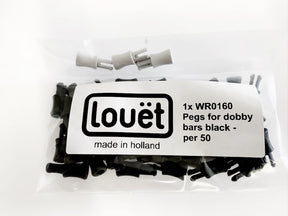 louët
made in holland
1x WR0160
Pegs for dobby
bars black -
per 50